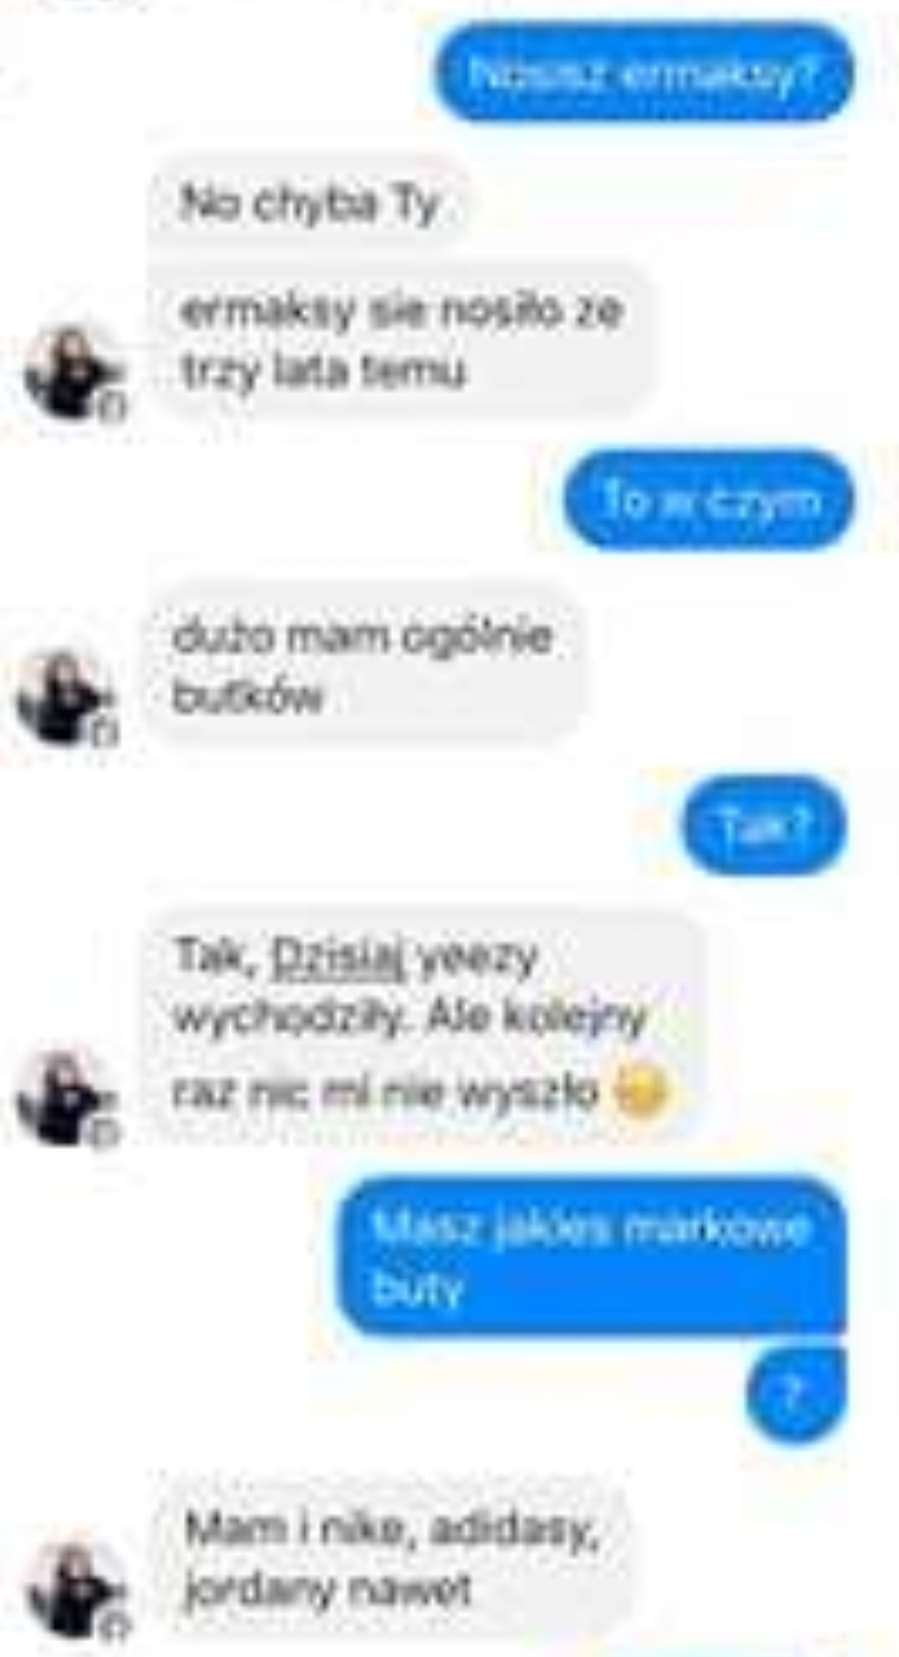 Nosisz ermaksy?
No chyba Ty
ermaksy sie nosiło ze
trzy lata temu
To w czym
dużo mam ogólnie
butków
Tak?
Tak, Dzisiaj yeezy
wychodziły. Ale kolejny
raz nic mi nie wyszło
Masz jakies markowe
buty
?
Mam i nike, adidasy,
jordany nawet